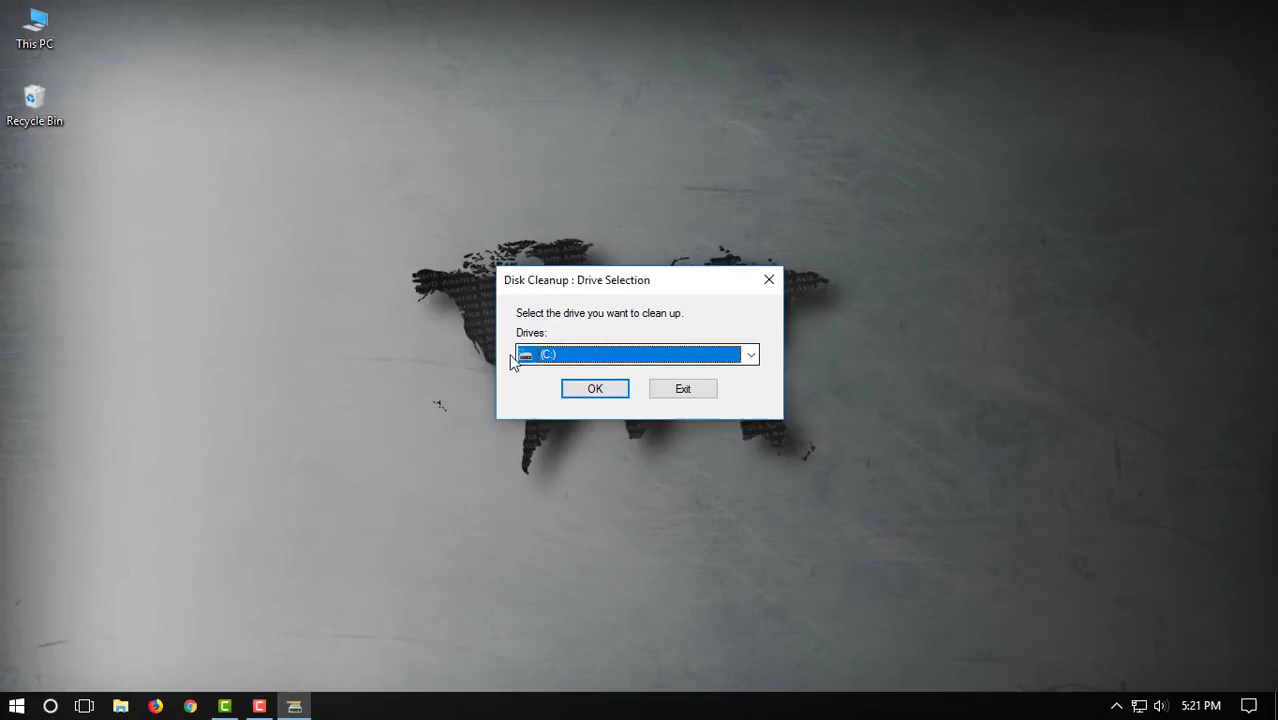 This PC
Recycle Bin
Disk Cleanup : Drive Selection
Select the drive you want to clean up.
Drives:
(C:)
OK
Exit
5:21 PM